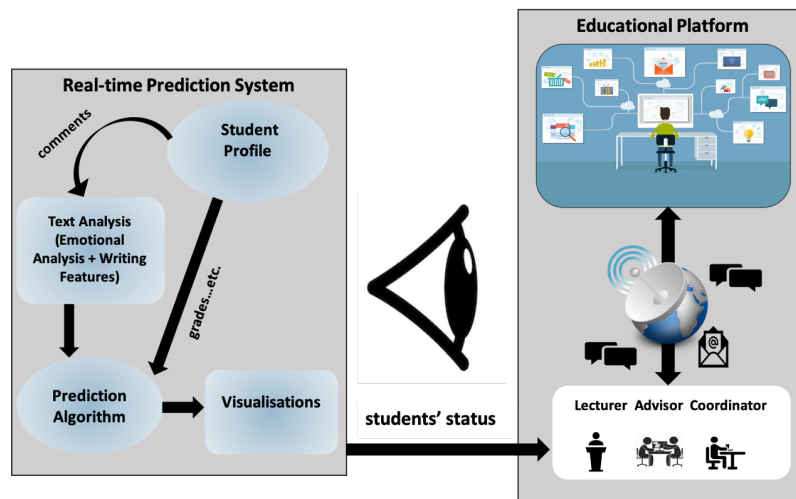 Real-time Prediction System
comments
Student
Profile
Text Analysis
(Emotional
Analysis + Writing
Features)
grades...etc.
Prediction
Algorithm
Visualisations
students’ status
Educational Platform
@
Lecturer Advisor Coordinator